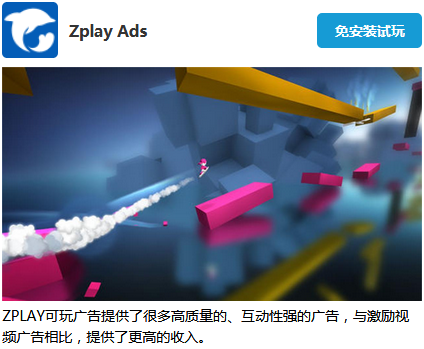 Zplay Ads
免安装试玩
ZPLAY可玩广告提供了很多高质量的、互动性强的广告，与激励视
频广告相比，提供了更高的收入。